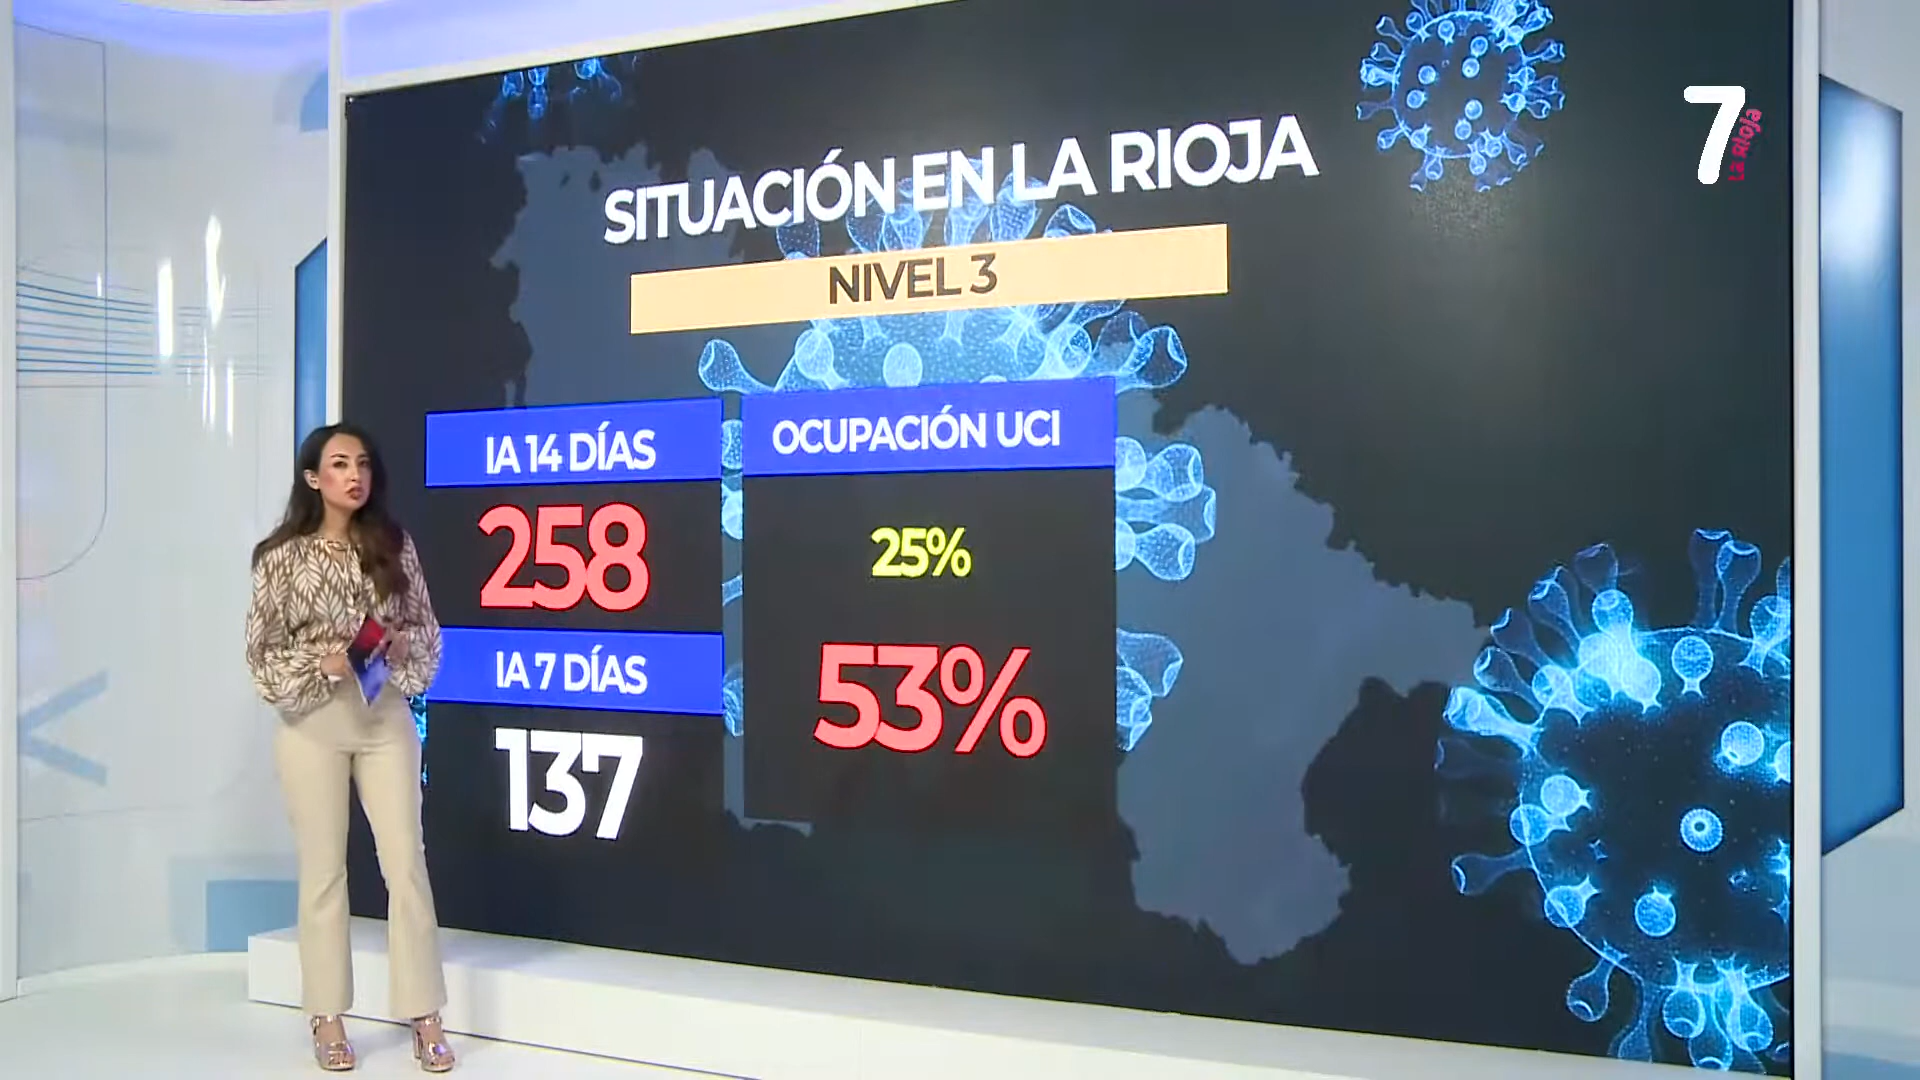 SITUACIÓN EN LA RIOJA
NIVEL 3
IA 14 DÍAS
258
IA 7 DÍAS
137
OCUPACIÓN UCI
25%
53%
7
La Rioja